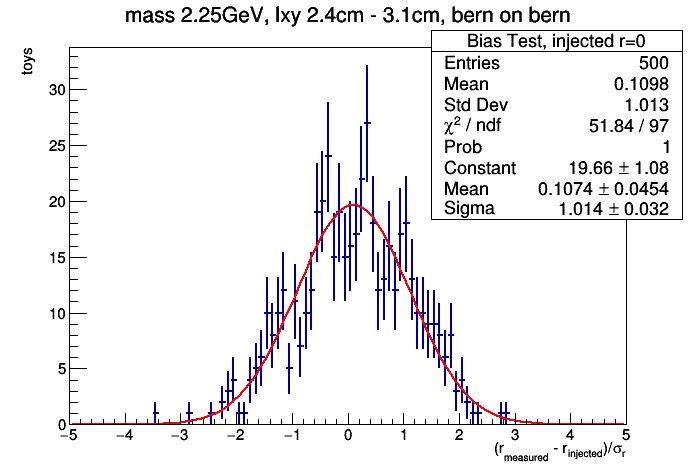 mass 2.25GeV, lxy 2.4cm - 3.1cm, bern on bern
Bias Test, injected r=0
Entries 500
Mean 0.1098
Std Dev 1.013
χ² / ndf 51.84 / 97
Prob 1
Constant 19.66 ± 1.08
Mean 0.1074 ± 0.0454
Sigma 1.014 ± 0.032
toys
30
25
20
15
10
5
0
−5 −4 −3 −2 −1 0 1 2 3 4 5
(r_measured - r_injected)/σ_r